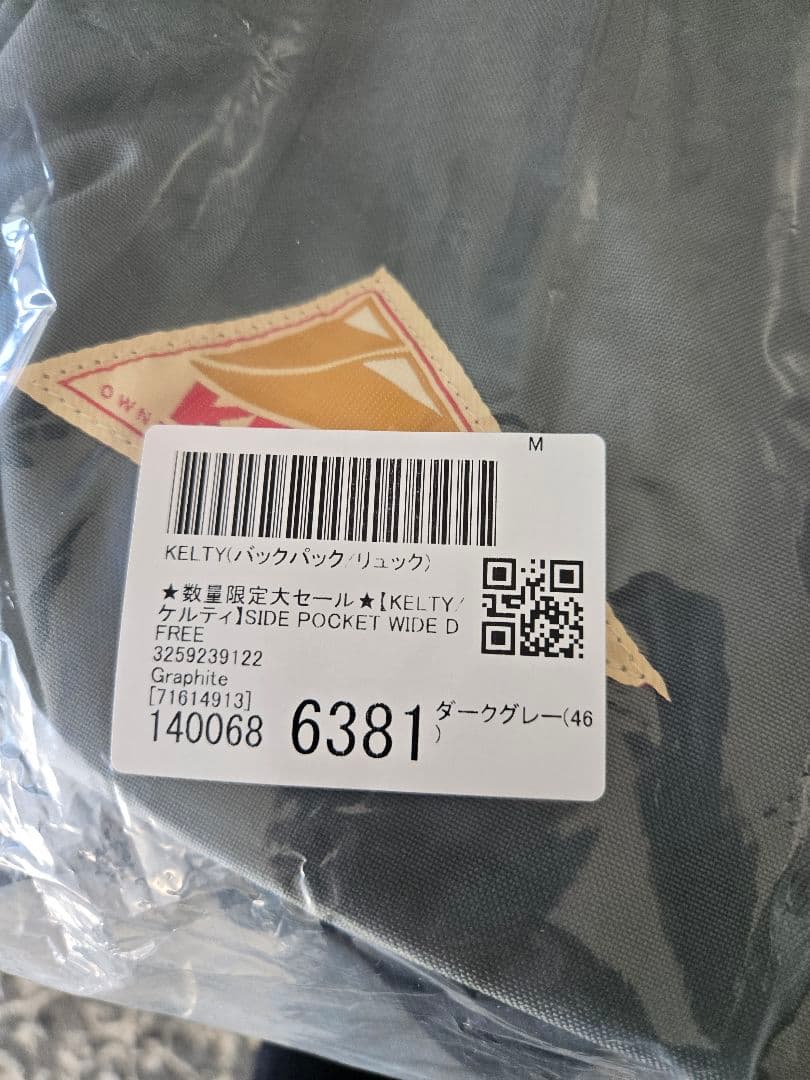 OWN
M
KELTY(バックパック/リュック)
★数量限定大セール★【KELTY/
ケルティ】SIDE POCKET WIDE D
FREE
3259239122
Graphite
[71614913]
140068 6381 ダークグレー(46
)